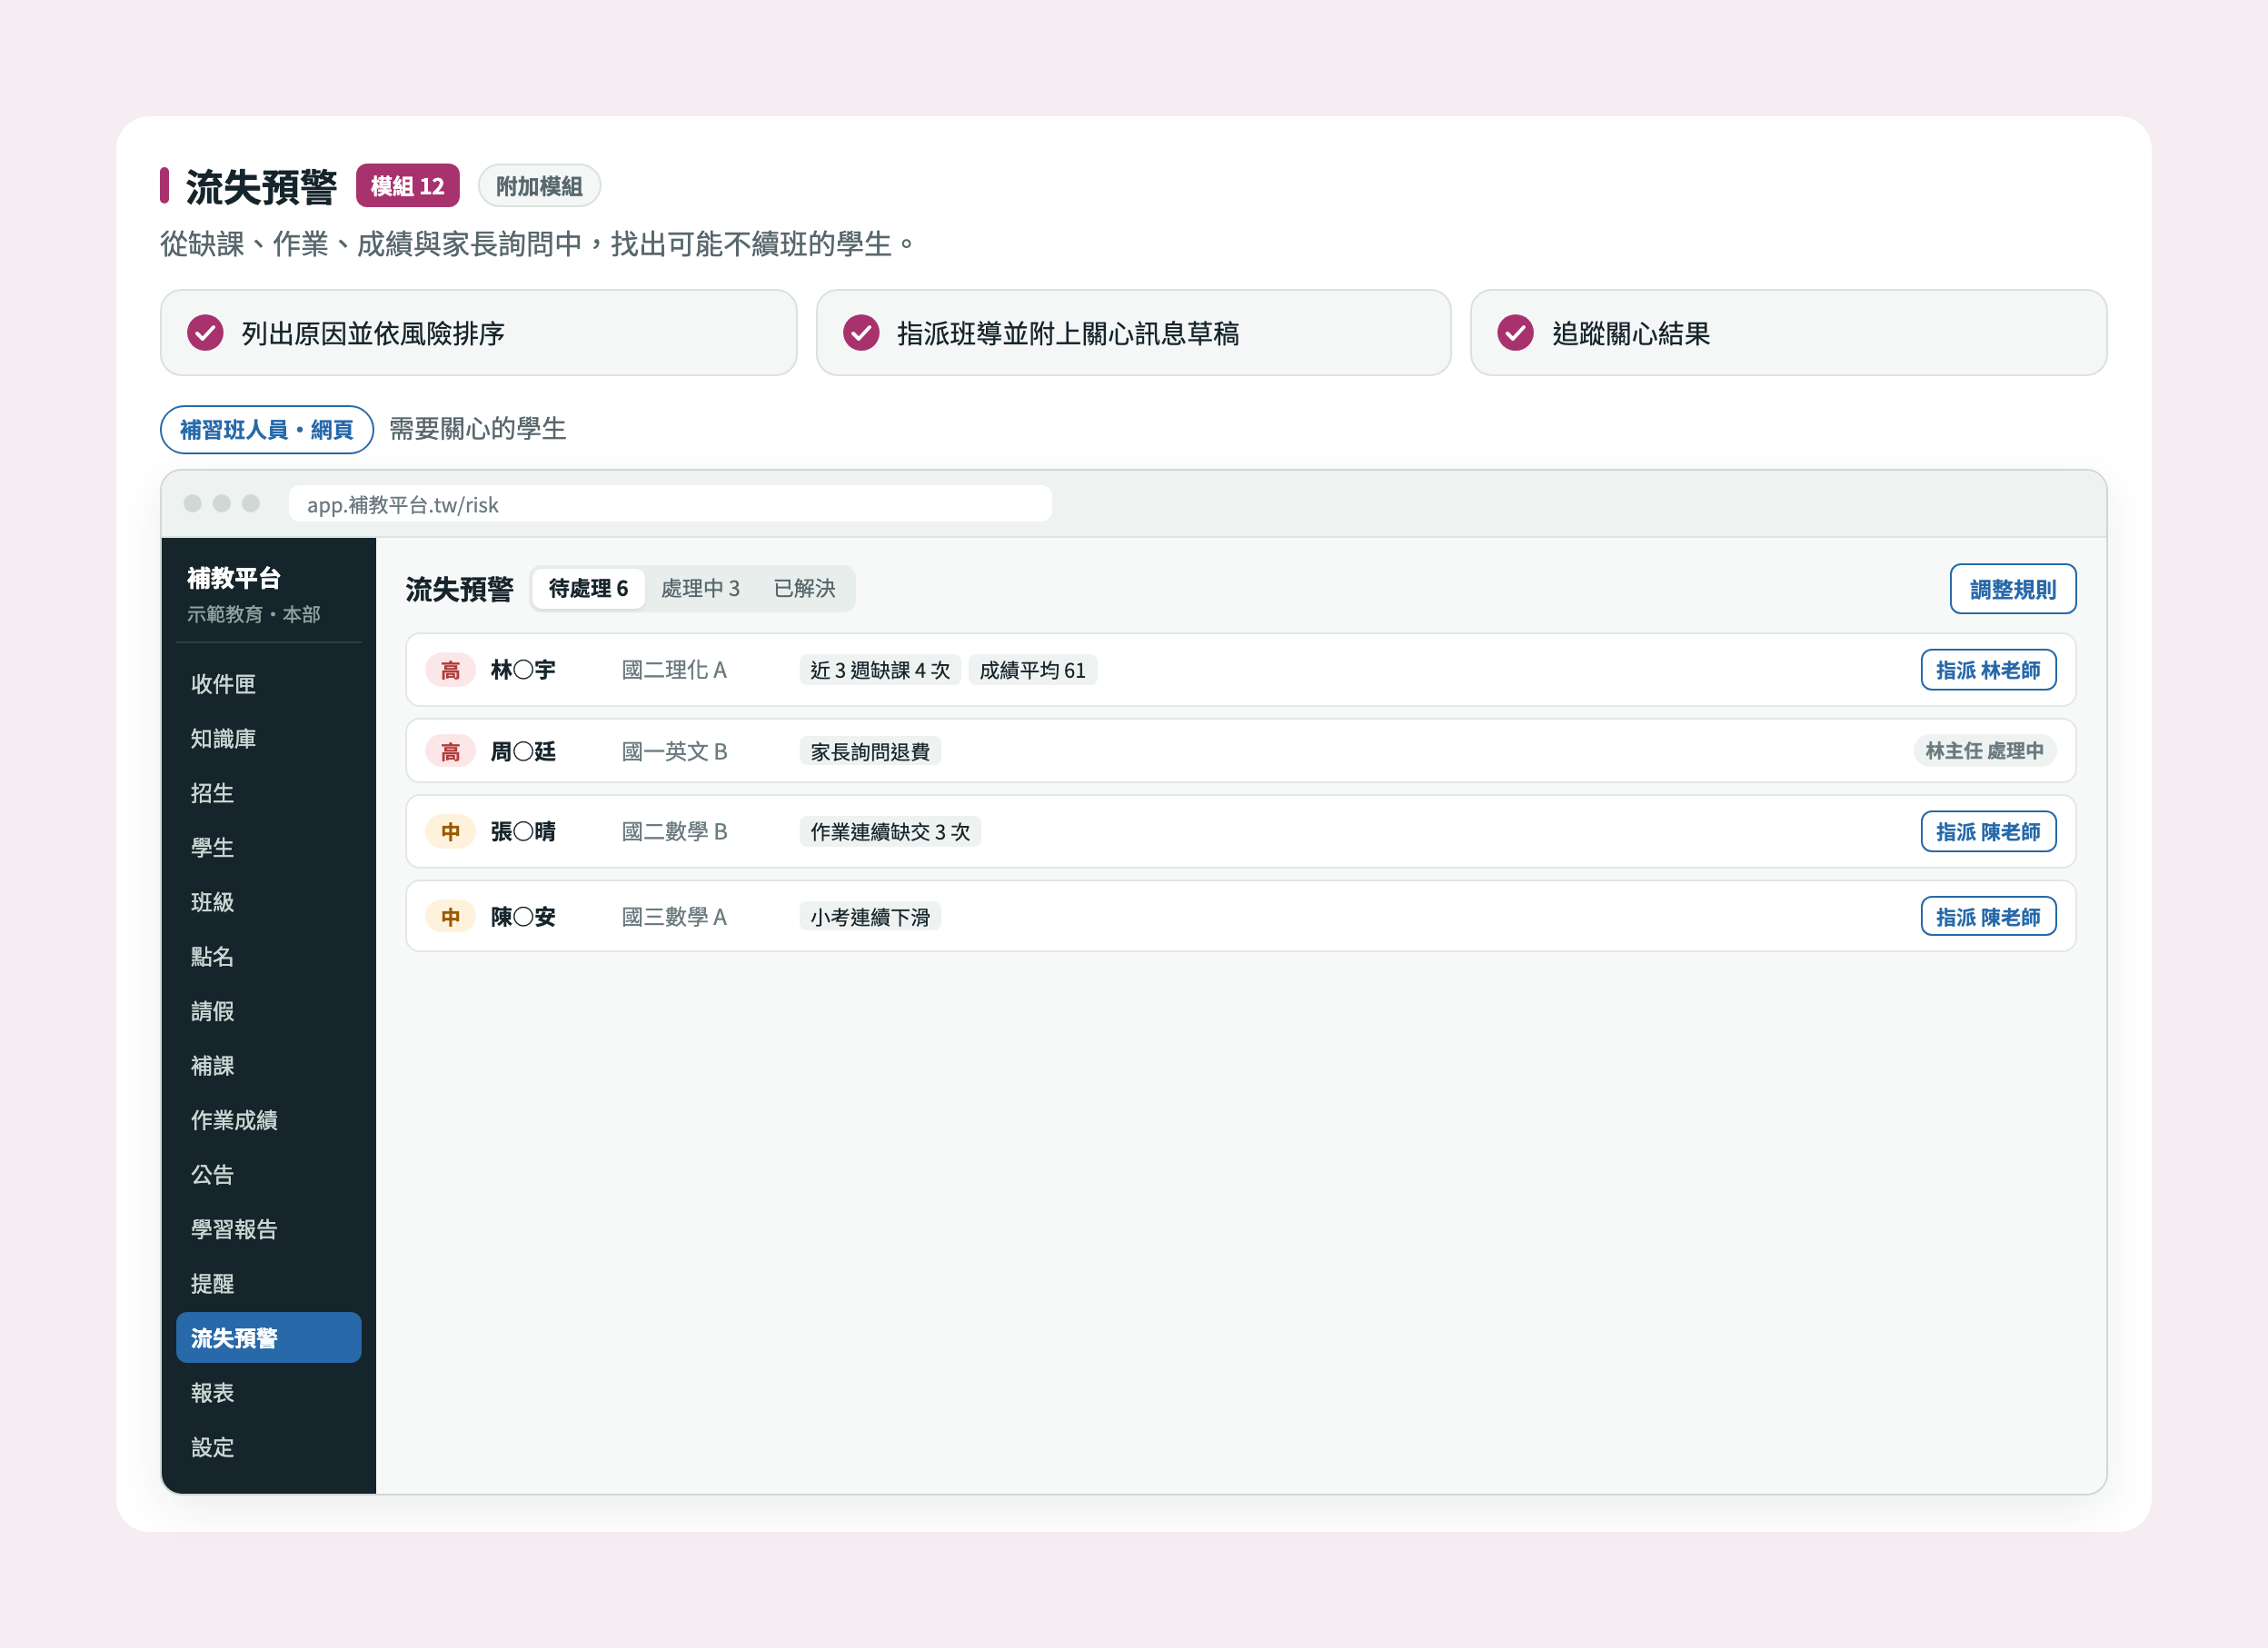 流失預警 模組 12 附加模組
從缺課、作業、成績與家長詢問中，找出可能不續班的學生。
列出原因並依風險排序
指派班導並附上關心訊息草稿
追蹤關心結果
補習班人員・網頁 需要關心的學生
app.補教平台.tw/risk
補教平台
示範教育・本部
收件匣
知識庫
招生
學生
班級
點名
請假
補課
作業成績
公告
學習報告
提醒
流失預警
報表
設定
流失預警 待處理 6 處理中 3 已解決 調整規則
高 林○宇 國二理化 A 近 3 週缺課 4 次 成績平均 61 指派 林老師
高 周○廷 國一英文 B 家長詢問退費 林主任 處理中
中 張○晴 國二數學 B 作業連續缺交 3 次 指派 陳老師
中 陳○安 國三數學 A 小考連續下滑 指派 陳老師